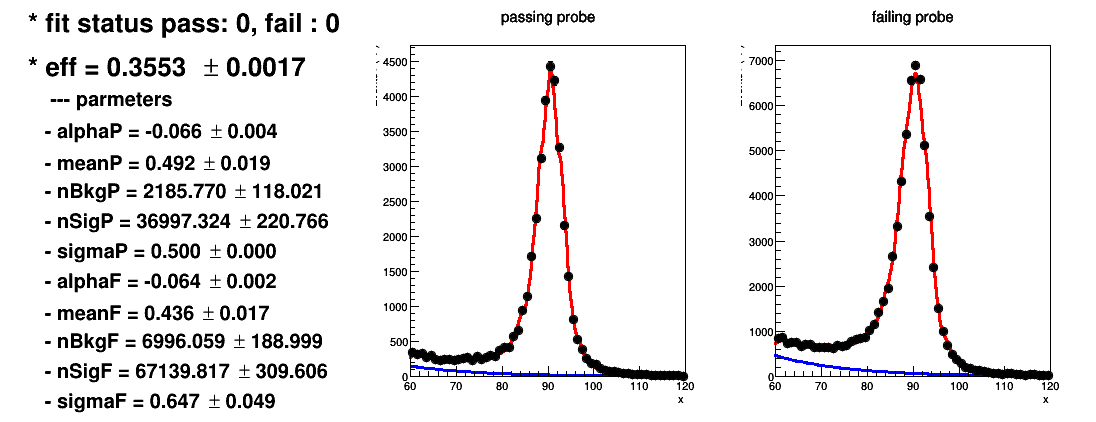 * fit status pass: 0, fail : 0
* eff = 0.3553 ± 0.0017
--- parmeters
- alphaP = -0.066 ± 0.004
- meanP = 0.492 ± 0.019
- nBkgP = 2185.770 ± 118.021
- nSigP = 36997.324 ± 220.766
- sigmaP = 0.500 ± 0.000
- alphaF = -0.064 ± 0.002
- meanF = 0.436 ± 0.017
- nBkgF = 6996.059 ± 188.999
- nSigF = 67139.817 ± 309.606
- sigmaF = 0.647 ± 0.049
passing probe
4500
4000
3500
3000
2500
2000
1500
1000
500
0
60 70 80 90 100 110 120
x
failing probe
7000
6000
5000
4000
3000
2000
1000
0
60 70 80 90 100 110 120
x